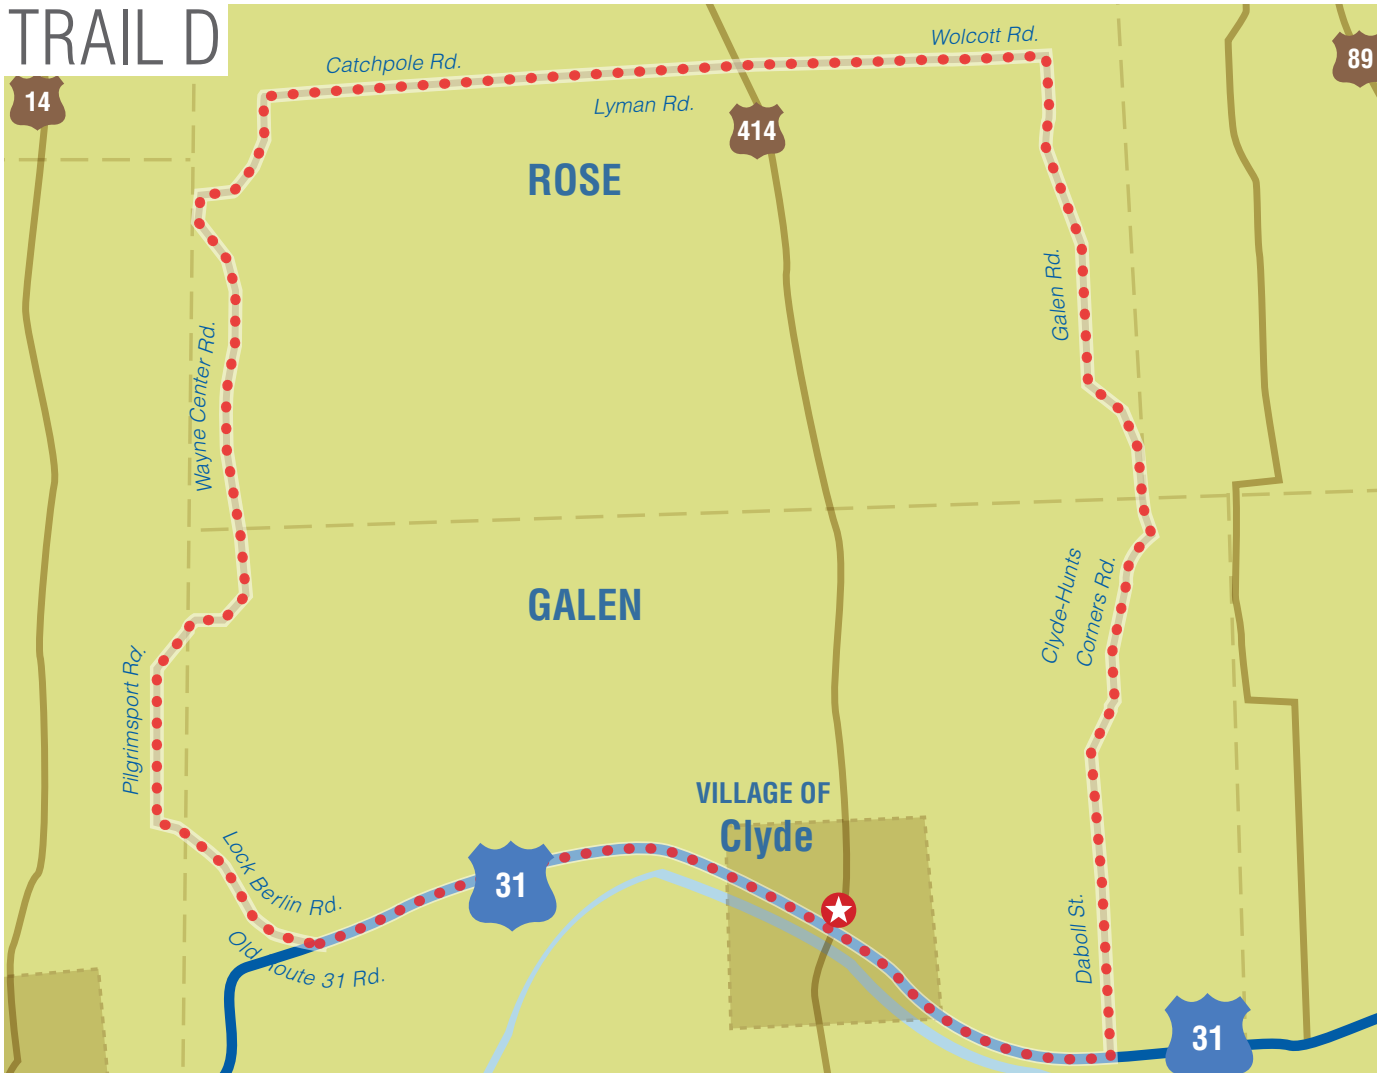 TRAIL D
14
Catchpole Rd.
Wolcott Rd.
89
Lyman Rd.
414
ROSE
Galen Rd.
Wayne Center Rd.
Clyde-Hunts
Corners Rd.
GALEN
Pilgrimsport Rd.
VILLAGE OF
Clyde
Lock Berlin Rd.
31
Old Route 31 Rd.
Daboll St.
31